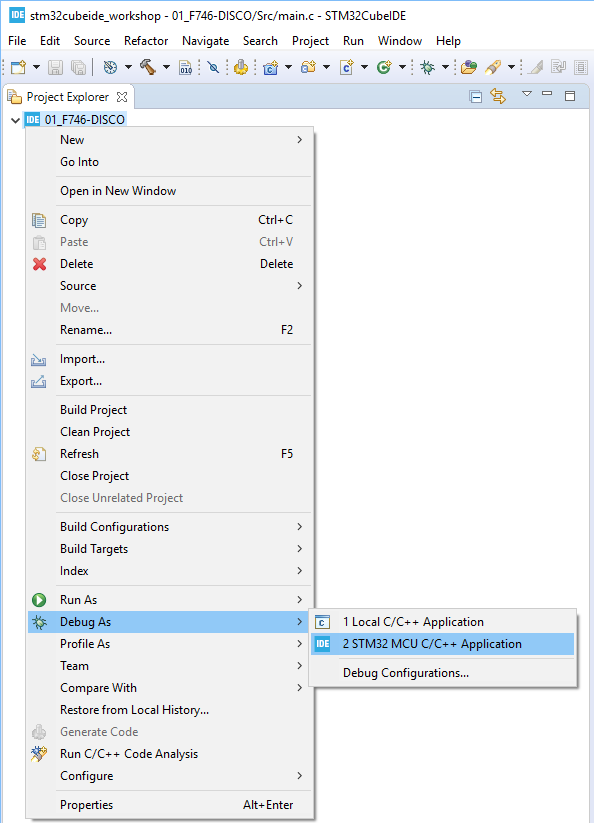 IDE stm32cubeide_workshop - 01_F746-DISCO/Src/main.c - STM32CubeIDE
File Edit Source Refactor Navigate Search Project Run Window Help
010
Project Explorer
IDE 01_F746-DISCO
New
Go Into
Open in New Window
Copy Ctrl+C
Paste Ctrl+V
Delete Delete
Source
Move...
Rename... F2
Import...
Export...
Build Project
Clean Project
Refresh F5
Close Project
Close Unrelated Project
Build Configurations
Build Targets
Index
Run As
Debug As
1 Local C/C++ Application
IDE 2 STM32 MCU C/C++ Application
Debug Configurations...
Profile As
Team
Compare With
Restore from Local History...
Generate Code
Run C/C++ Code Analysis
Configure
Properties Alt+Enter